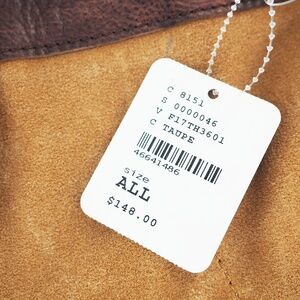 C 8151
S 0000046
V F17TH3601
C TAUPE
46641486
size
ALL
$148.00